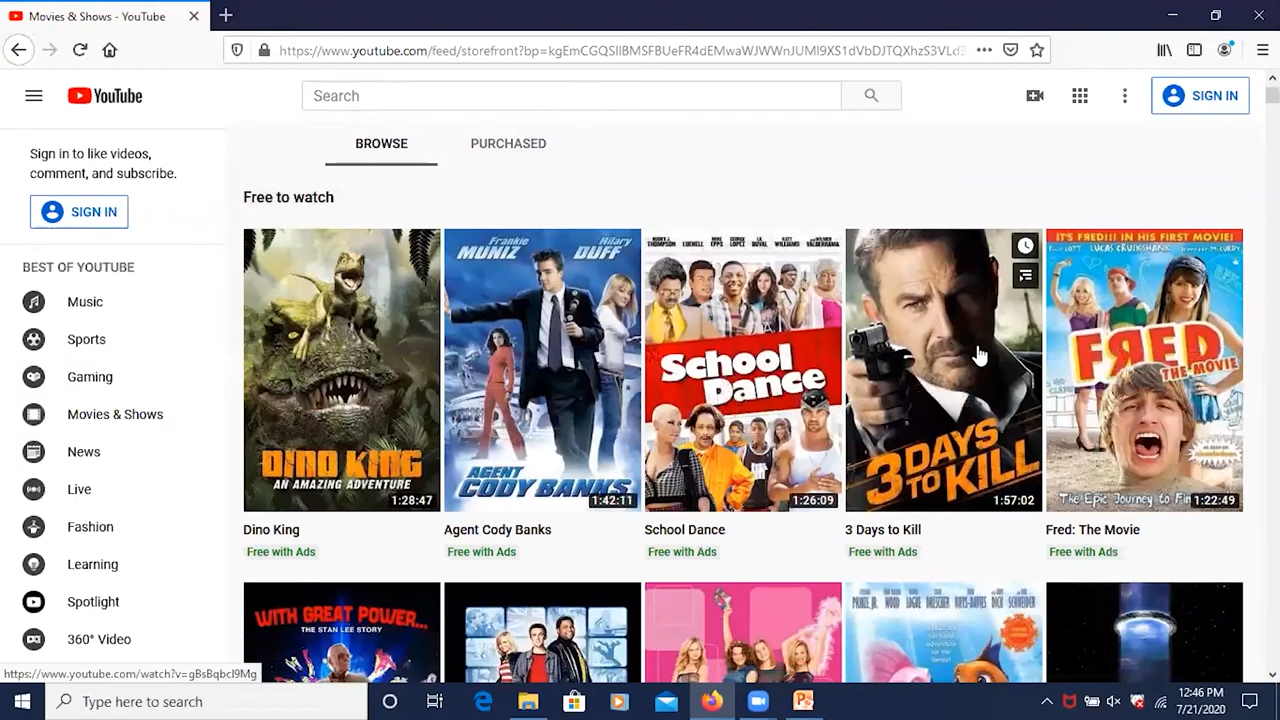 Movies & Shows - YouTube
https://www.youtube.com/feed/storefront?bp=
YouTube
Search
SIGN IN
Sign in to like videos,
comment, and subscribe.
SIGN IN
BEST OF YOUTUBE
Music
Sports
Gaming
Movies & Shows
News
Live
Fashion
Learning
Spotlight
360° Video
BROWSE
PURCHASED
Free to watch
DINO KING
AN AMAZING ADVENTURE
1:28:47
Frankie
MUNIZ
Hilary
DUFF
AGENT
CODY BANKS
1:42:11
School
Dance
1:26:09
3 DAYS
TO KILL
1:57:02
IT'S FRED!!! IN HIS FIRST MOVIE!
LUCAS CRUIKSHANK
FRED
THE MOVIE
The Epic Journey to
1:22:49
Dino King
Agent Cody Banks
School Dance
3 Days to Kill
Fred: The Movie
Free with Ads
Free with Ads
Free with Ads
Free with Ads
Free with Ads
WITH GREAT POWER...
THE STAN LEE STORY
https://www.youtube.com/watch?v=gBsBqbcI9Mg
Type here to search
12:46 PM
7/21/2020